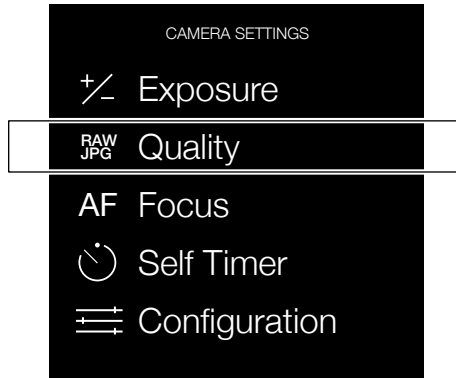 CAMERA SETTINGS
+/- Exposure
RAW JPG Quality
AF Focus
Self Timer
Configuration